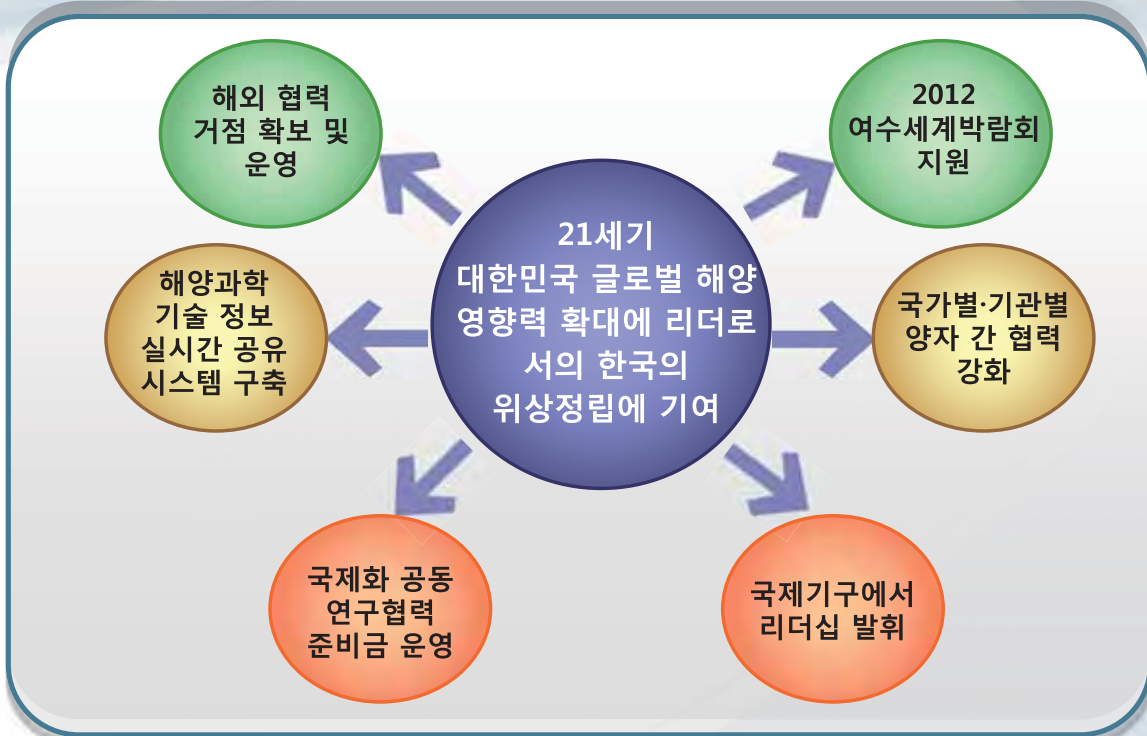 해외 협력
거점 확보 및
운영
2012
여수세계박람회
지원
21세기
대한민국 글로벌 해양
영향력 확대에 리더로
서의 한국의
위상정립에 기여
해양과학
기술 정보
실시간 공유
시스템 구축
국가별·기관별
양자 간 협력
강화
국제화 공동
연구협력
준비금 운영
국제기구에서
리더십 발휘